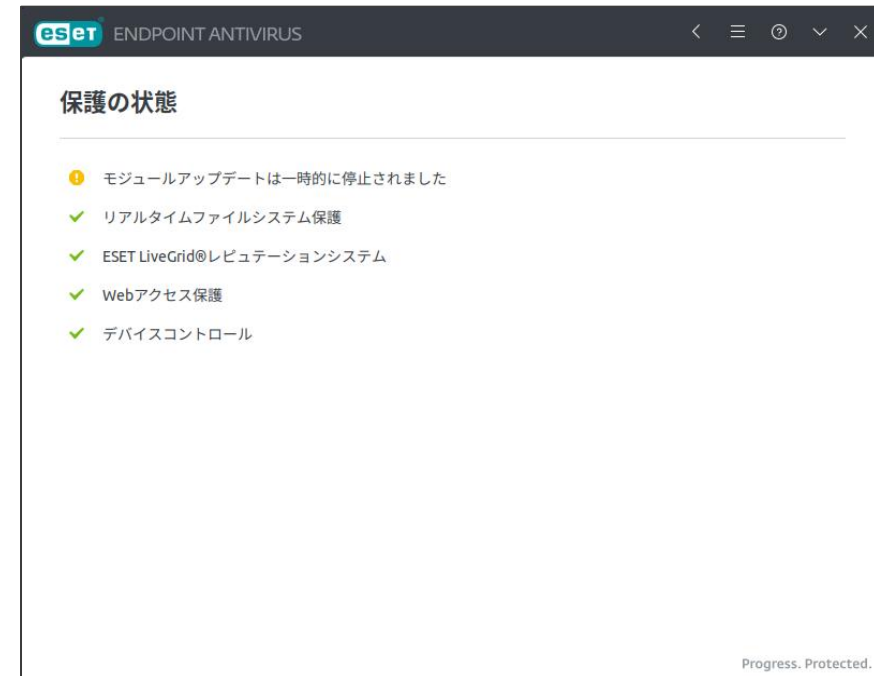 eset ENDPOINT ANTIVIRUS
保護の状態
モジュールアップデートは一時的に停止されました
リアルタイムファイルシステム保護
ESET LiveGrid®レピュテーションシステム
Webアクセス保護
デバイスコントロール
Progress. Protected.